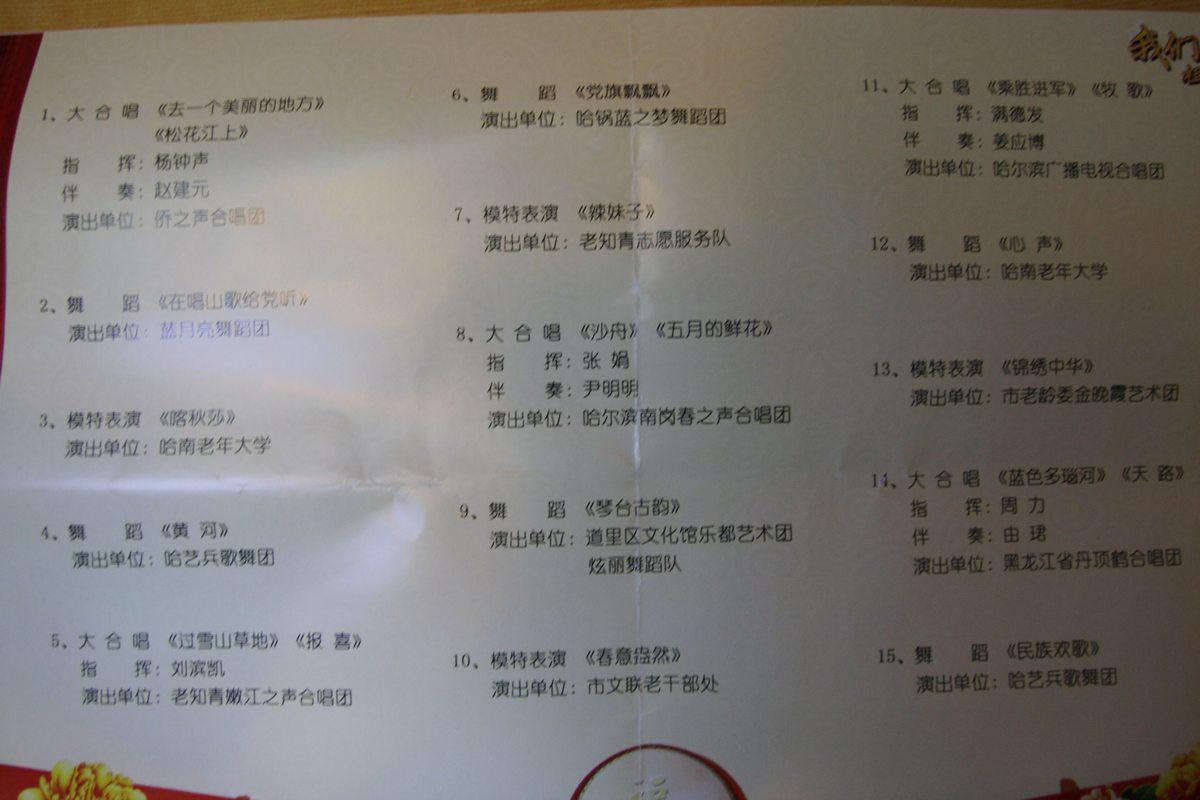 1、大 合 唱 《去一个美丽的地方》
《松花江上》
指 挥：杨钟声
伴 奏：赵建元
演出单位：侨之声合唱团
2、舞 蹈 《在唱山歌给党听》
演出单位：蓝月亮舞蹈团
3、模特表演 《喀秋莎》
演出单位：哈南老年大学
4、舞 蹈 《黄 河》
演出单位：哈艺兵歌舞团
5、大 合 唱 《过雪山草地》 《报 喜》
指 挥：刘滨凯
演出单位：老知青嫩江之声合唱团
6、舞 蹈 《党旗飘飘》
演出单位：哈锅蓝之梦舞蹈团
7、模特表演 《辣妹子》
演出单位：老知青志愿服务队
8、大 合 唱 《沙舟》 《五月的鲜花》
指 挥：张 娟
伴 奏：尹明明
演出单位：哈尔滨南岗春之声合唱团
9、舞 蹈 《琴台古韵》
演出单位：道里区文化馆乐都艺术团
炫丽舞蹈队
10、模特表演 《春意盎然》
演出单位：市文联老干部处
我们
11、大 合 唱 《乘胜进军》 《牧 歌》
指 挥：满德发
伴 奏：姜应博
演出单位：哈尔滨广播电视合唱团
12、舞 蹈 《心 声》
演出单位：哈南老年大学
13、模特表演 《锦绣中华》
演出单位：市老龄委金晚霞艺术团
14、大 合 唱 《蓝色多瑙河》 《天 路》
指 挥：周 力
伴 奏：由 珺
演出单位：黑龙江省丹顶鹤合唱团
15、舞 蹈 《民族欢歌》
演出单位：哈艺兵歌舞团